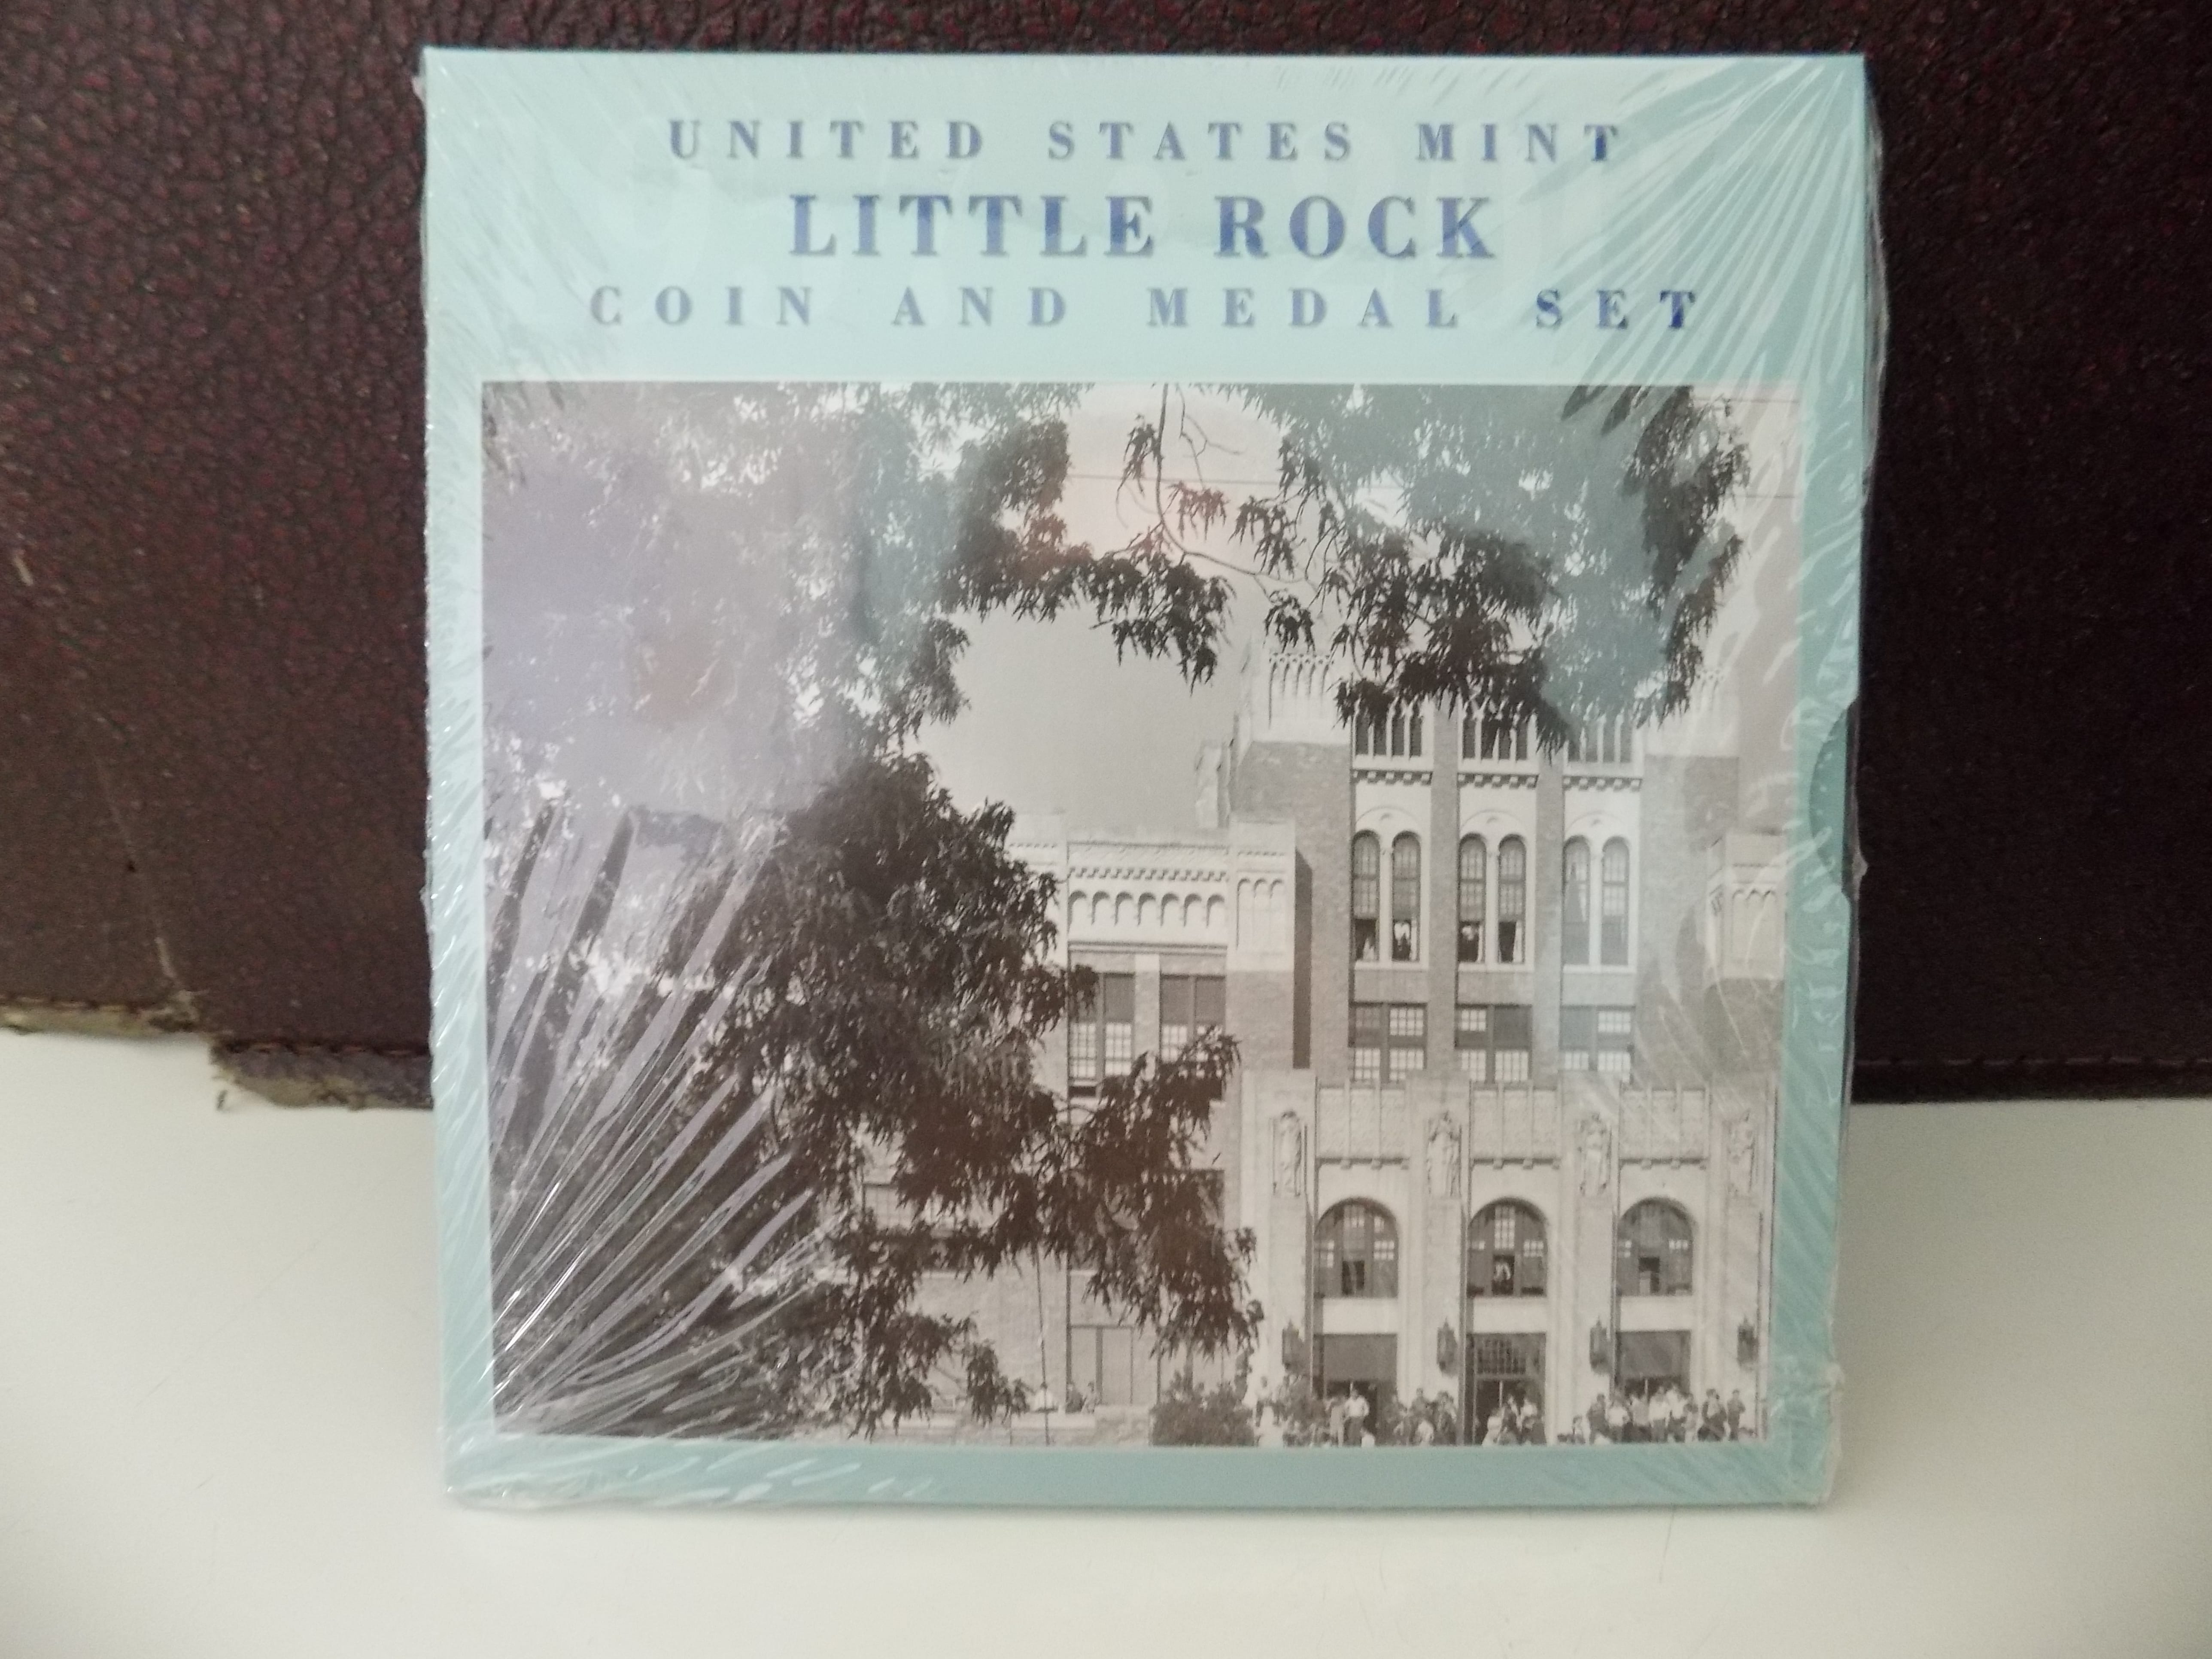 UNITED STATES MINT
LITTLE ROCK
COIN AND MEDAL SET